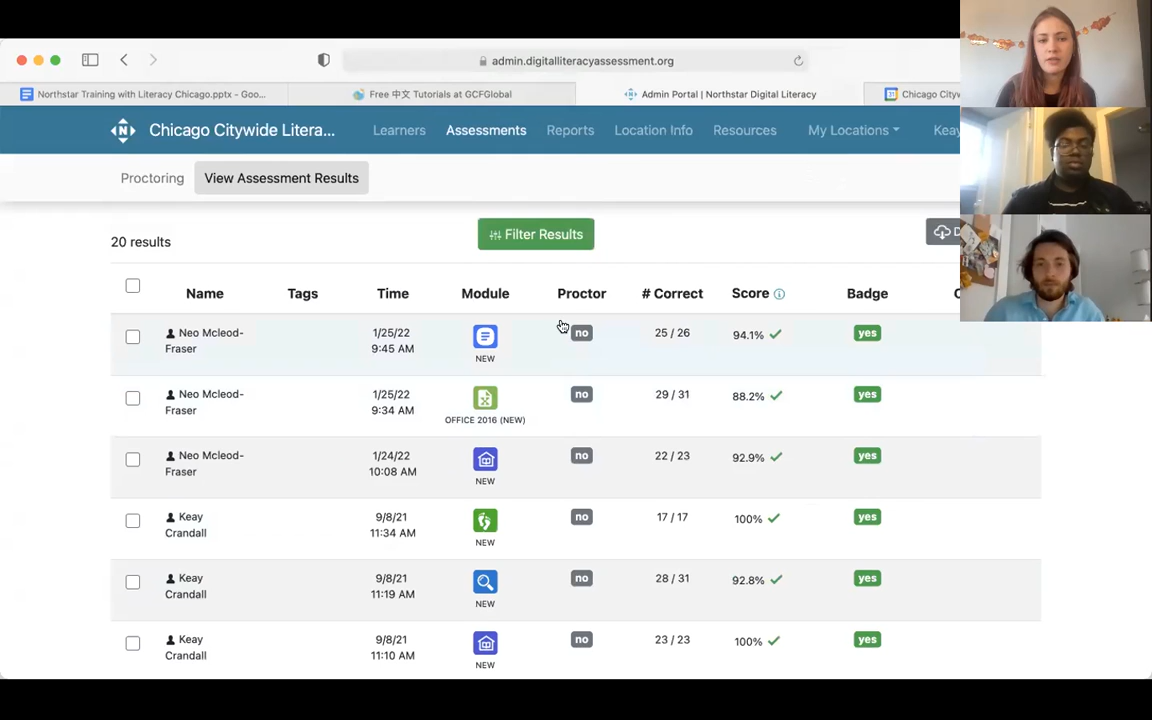 admin.digitalliteracyassessment.org
Northstar Training with Literacy Chicago.pptx - Goo...
Free 中文 Tutorials at GCFGlobal
Admin Portal | Northstar Digital Literacy
Chicago Cityw
N
Chicago Citywide Litera...
Learners
Assessments
Reports
Location Info
Resources
My Locations
Keay
Proctoring
View Assessment Results
20 results
Filter Results
D
Name Tags Time Module Proctor # Correct Score Badge
Neo Mcleod-Fraser 1/25/22 9:45 AM NEW no 25 / 26 94.1% yes
Neo Mcleod-Fraser 1/25/22 9:34 AM OFFICE 2016 (NEW) no 29 / 31 88.2% yes
Neo Mcleod-Fraser 1/24/22 10:08 AM NEW no 22 / 23 92.9% yes
Keay Crandall 9/8/21 11:34 AM NEW no 17 / 17 100% yes
Keay Crandall 9/8/21 11:19 AM NEW no 28 / 31 92.8% yes
Keay Crandall 9/8/21 11:10 AM NEW no 23 / 23 100% yes